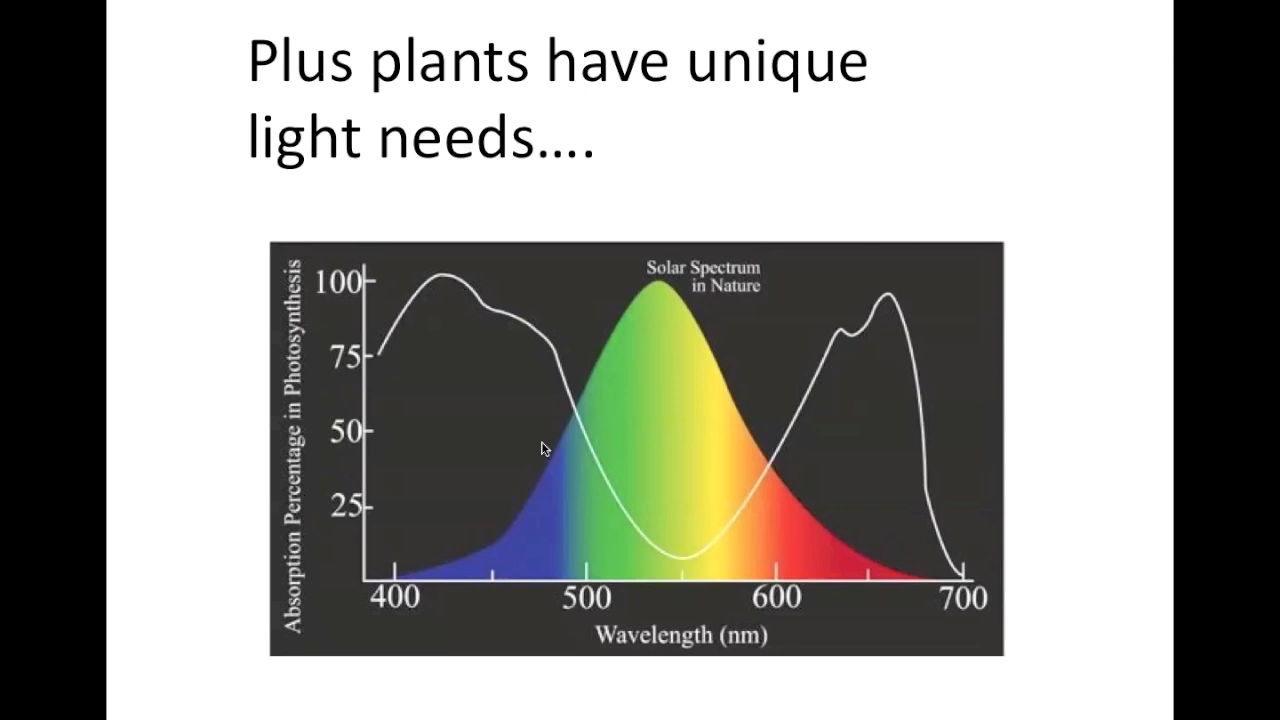 Plus plants have unique
light needs....
Solar Spectrum
in Nature
Absorption Percentage in Photosynthesis
100
75
50
25
400
500
600
700
Wavelength (nm)